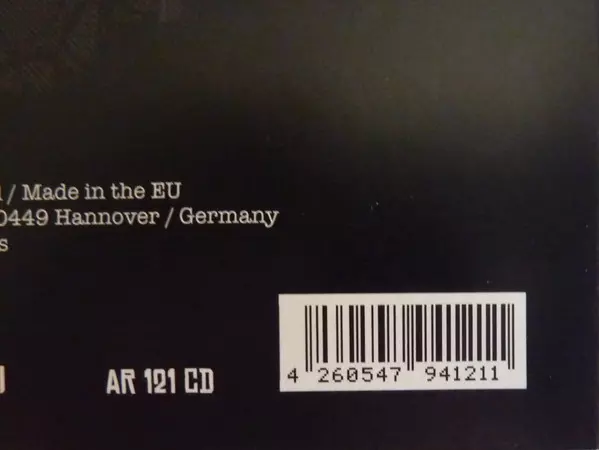 / Made in the EU
0449 Hannover / Germany
s
AR 121 CD
4 260547 941211